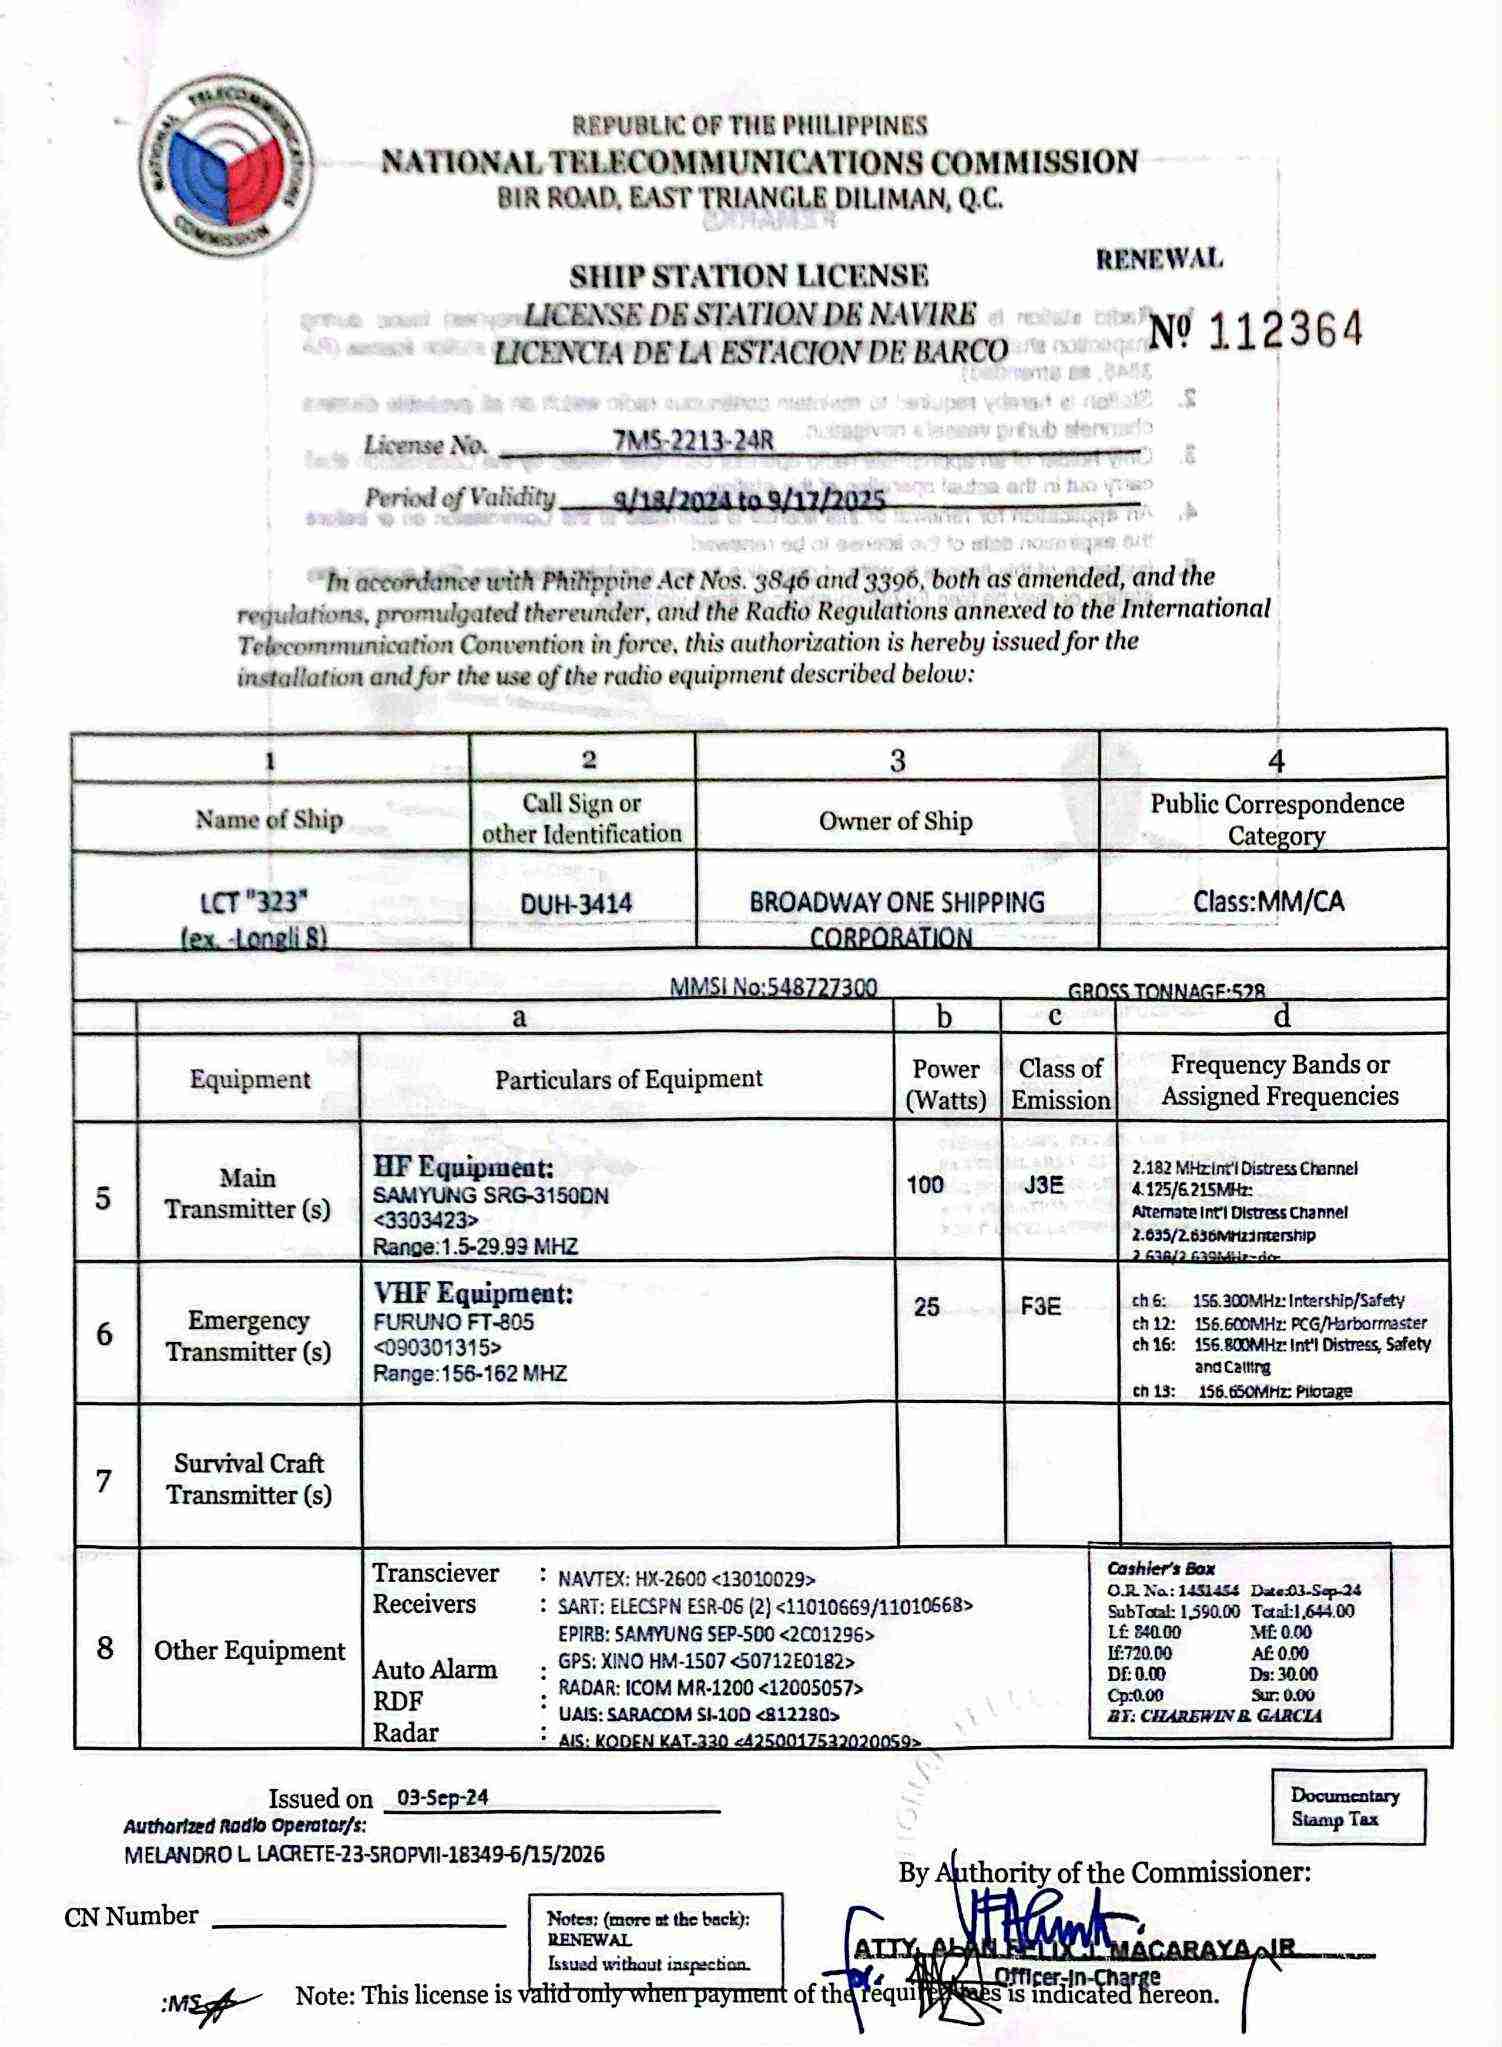 NATIONAL TELECOMMUNICATIONS COMMISSION
REPUBLIC OF THE PHILIPPINES
NATIONAL TELECOMMUNICATIONS COMMISSION
BIR ROAD, EAST TRIANGLE DILIMAN, Q.C.
RENEWAL
SHIP STATION LICENSE
LICENSE DE STATION DE NAVIRE
LICENCIA DE LA ESTACION DE BARCO
Nº 112364
License No. 7MS-2213-24R
Period of Validity 9/18/2024 to 9/17/2025
"In accordance with Philippine Act Nos. 3846 and 3396, both as amended, and the
regulations, promulgated thereunder, and the Radio Regulations annexed to the International
Telecommunication Convention in force, this authorization is hereby issued for the
installation and for the use of the radio equipment described below:
1 2 3 4
Name of Ship
Call Sign or
other Identification
Owner of Ship
Public Correspondence
Category
LCT "323"
(ex. -Longli 8)
DUH-3414
BROADWAY ONE SHIPPING
CORPORATION
Class:MM/CA
MMSI No:548727300 GROSS TONNAGE:528
a b c d
Equipment
Particulars of Equipment
Power
(Watts)
Class of
Emission
Frequency Bands or
Assigned Frequencies
5
Main
Transmitter (s)
HF Equipment:
SAMYUNG SRG-3150DN
<3303423>
Range:1.5-29.99 MHZ
100
J3E
2.182 MHz:Int'l Distress Channel
4.125/6.215MHz:
Alternate Int'l Distress Channel
2.635/2.636MHz:Intership
2.636/2.639MHz-do-
6
Emergency
Transmitter (s)
VHF Equipment:
FURUNO FT-805
<090301315>
Range:156-162 MHZ
25
F3E
ch 6: 156.300MHz: Intership/Safety
ch 12: 156.600MHz: PCG/Harbormaster
ch 16: 156.800MHz: Int'l Distress, Safety
and Calling
ch 13: 156.650MHz: Pilotage
7
Survival Craft
Transmitter (s)
8
Other Equipment
Transciever :
Receivers :
Auto Alarm :
RDF :
Radar :
NAVTEX: HX-2600 <13010029>
SART: ELECSPN ESR-06 (2) <11010669/11010668>
EPIRB: SAMYUNG SEP-500 <2C01296>
GPS: XINO HM-1507 <50712E0182>
RADAR: ICOM MR-1200 <12005057>
UAIS: SARACOM SI-10D <812280>
AIS: KODEN KAT-330 <4250017532020059>
Cashier's Box
O.R. No.: 1451454 Date:03-Sep-24
SubTotal: 1,590.00 Total:1,644.00
Lf: 840.00 Mf: 0.00
If:720.00 Af: 0.00
Df: 0.00 Ds: 30.00
Cp:0.00 Sur: 0.00
BY: CHAREWIN B. GARCIA
Issued on 03-Sep-24
Authorized Radio Operator/s:
MELANDRO L. LACRETE-23-SROPVII-18349-6/15/2026
Documentary
Stamp Tax
By Authority of the Commissioner:
CN Number
Notes: (more at the back):
RENEWAL
Issued without inspection.
ATTY. ALAN FELIX J. MACARAYA, JR.
for:
Officer-In-Charge
:MS
Note: This license is valid only when payment of the required fees is indicated hereon.